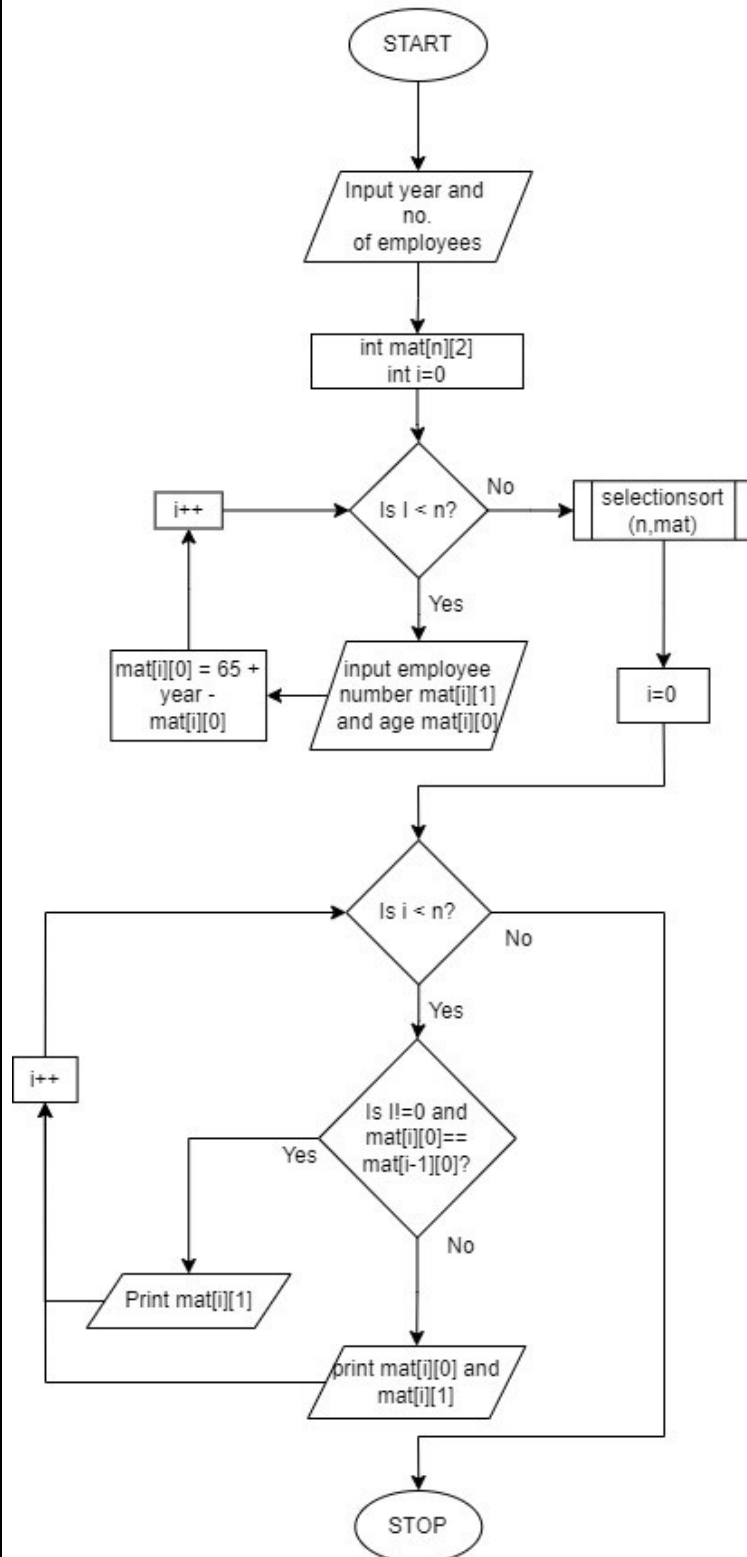 START
Input year and
no.
of employees
int mat[n][2]
int i=0
i++
Is I < n?
No
selectionsort
(n,mat)
Yes
mat[i][0] = 65 +
year -
mat[i][0]
input employee
number mat[i][1]
and age mat[i][0]
i=0
Is i < n?
No
Yes
i++
Is I!=0 and
mat[i][0]==
mat[i-1][0]?
Yes
No
Print mat[i][1]
print mat[i][0] and
mat[i][1]
STOP